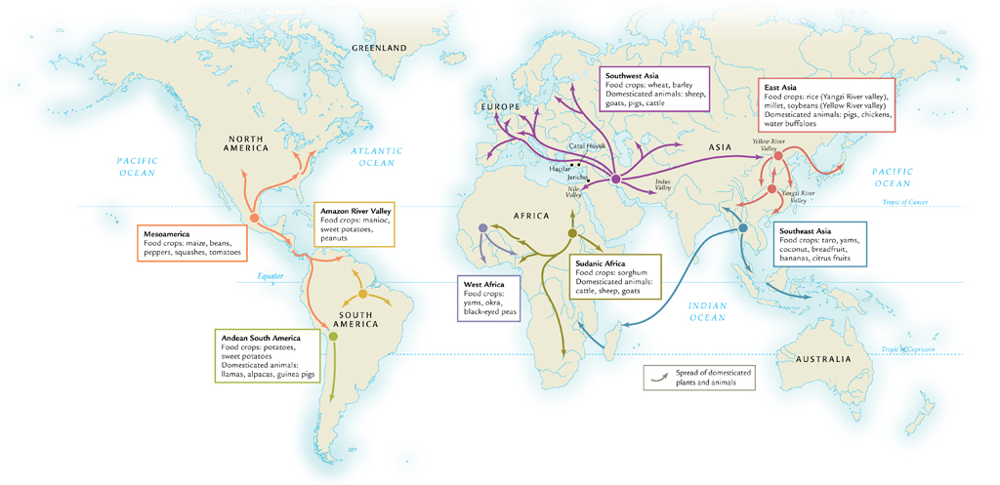 GREENLAND
Southwest Asia
Food crops: wheat, barley
Domesticated animals: sheep,
goats, pigs, cattle
East Asia
Food crops: rice (Yangzi River valley),
millet, soybeans (Yellow River valley)
Domesticated animals: pigs, chickens,
water buffaloes
EUROPE
NORTH
AMERICA
ATLANTIC
OCEAN
PACIFIC
OCEAN
Çatal Hüyük
Hacilar
Jericho
Nile
Valley
ASIA
Yellow River
Valley
Indus
Valley
Yangzi River
Valley
PACIFIC
OCEAN
Tropic of Cancer
Mesoamerica
Food crops: maize, beans,
peppers, squashes, tomatoes
Amazon River Valley
Food crops: manioc,
sweet potatoes,
peanuts
AFRICA
Southeast Asia
Food crops: taro, yams,
coconut, breadfruit,
bananas, citrus fruits
Sudanic Africa
Food crops: sorghum
Domesticated animals:
cattle, sheep, goats
West Africa
Food crops:
yams, okra,
black-eyed peas
Equator
SOUTH
AMERICA
INDIAN
OCEAN
Andean South America
Food crops: potatoes,
sweet potatoes
Domesticated animals:
llamas, alpacas, guinea pigs
Tropic of Capricorn
AUSTRALIA
Spread of domesticated
plants and animals